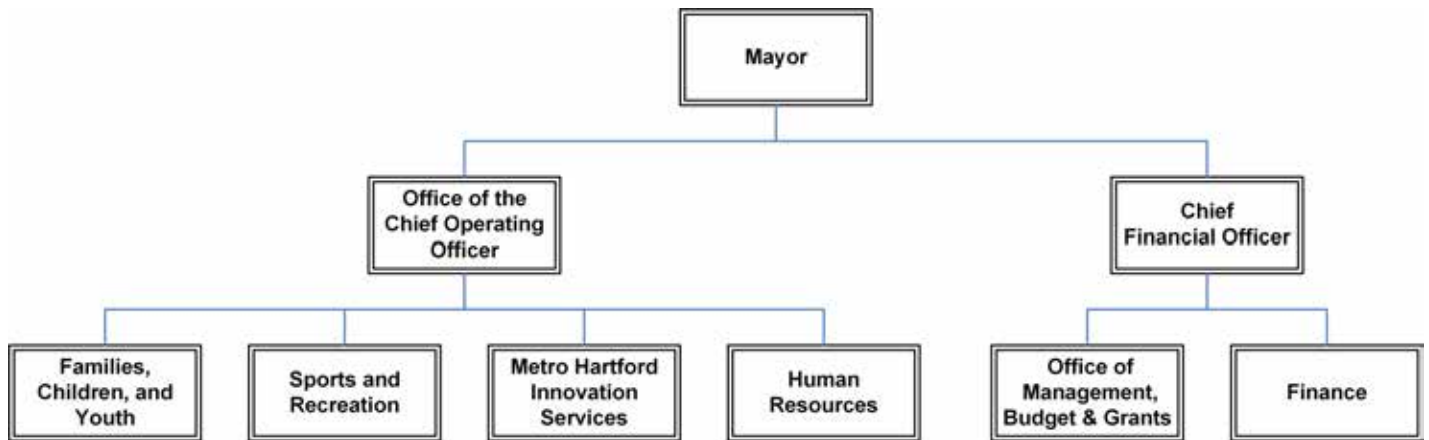 Mayor
Office of the
Chief Operating
Officer
Chief
Financial Officer
Families,
Children, and
Youth
Sports and
Recreation
Metro Hartford
Innovation
Services
Human
Resources
Office of
Management,
Budget & Grants
Finance